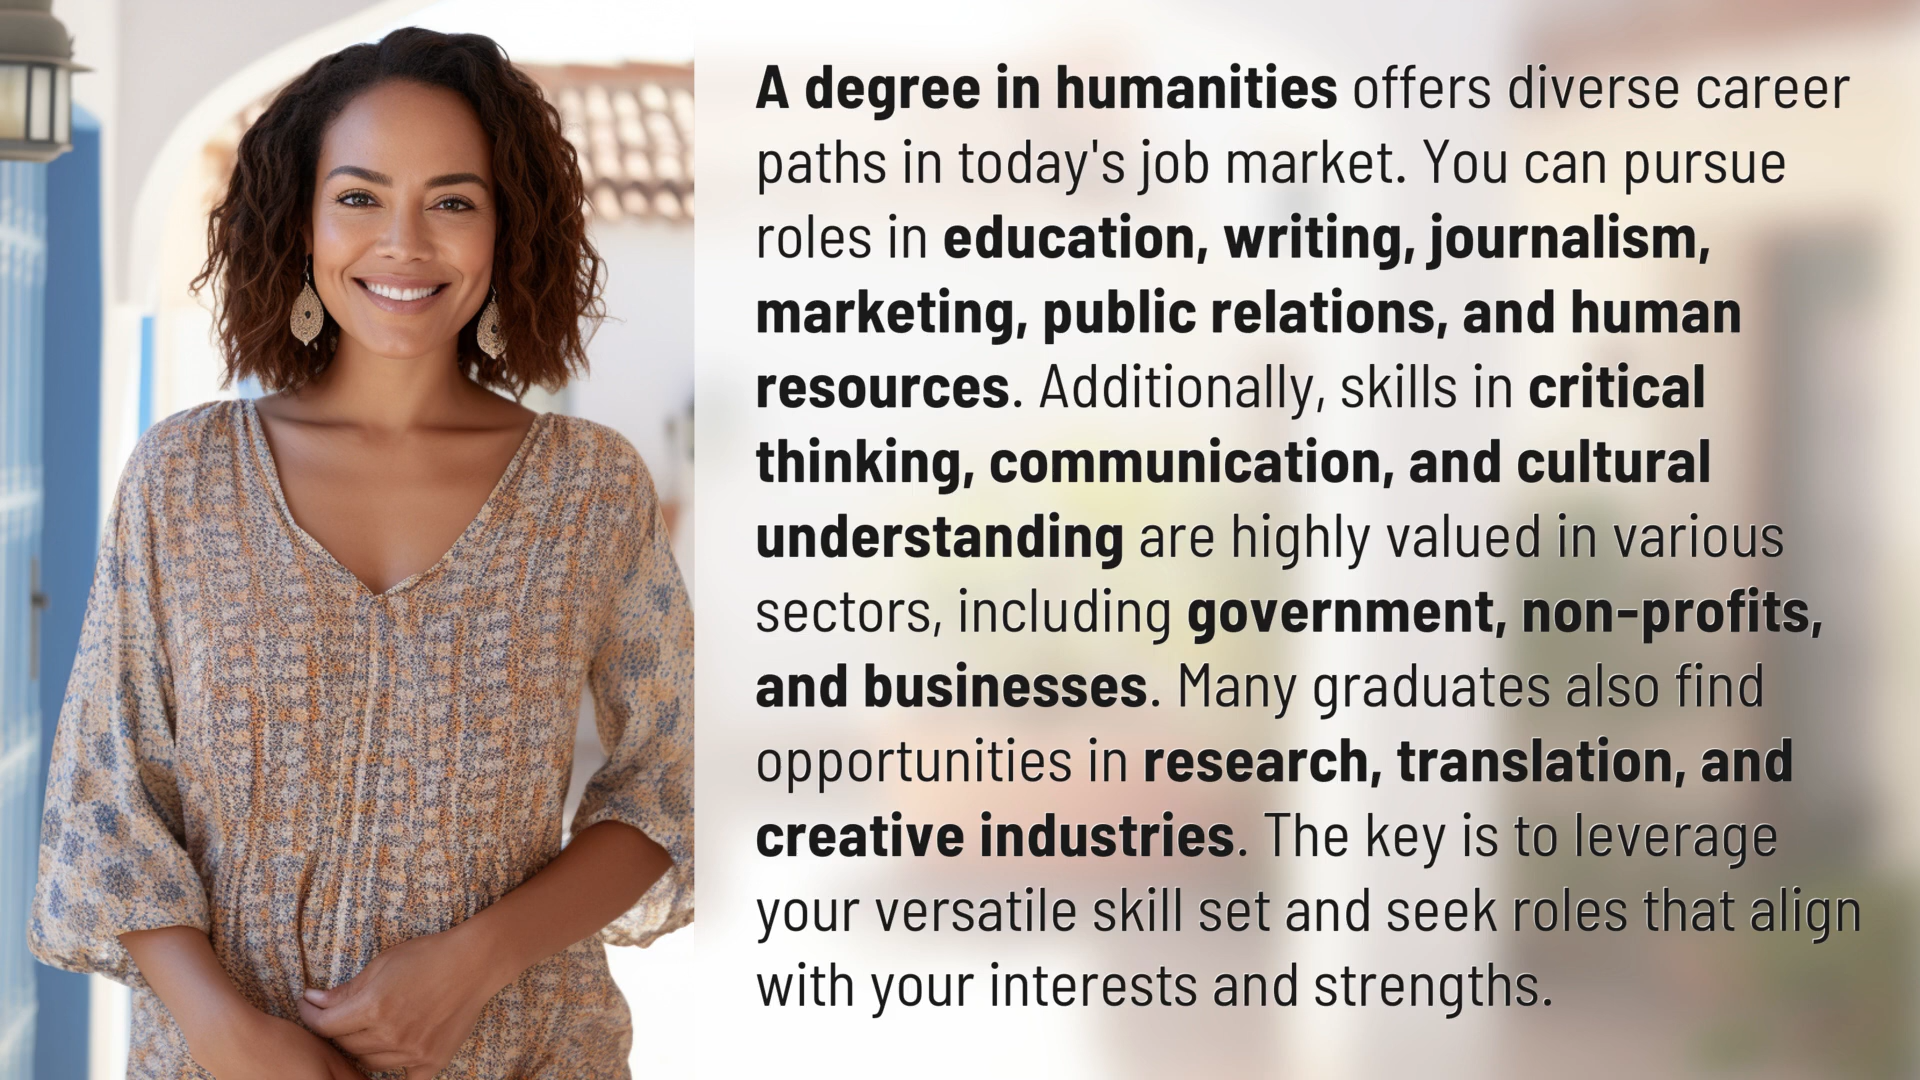 A degree in humanities offers diverse career
paths in today's job market. You can pursue
roles in education, writing, journalism,
marketing, public relations, and human
resources. Additionally, skills in critical
thinking, communication, and cultural
understanding are highly valued in various
sectors, including government, non-profits,
and businesses. Many graduates also find
opportunities in research, translation, and
creative industries. The key is to leverage
your versatile skill set and seek roles that align
with your interests and strengths.